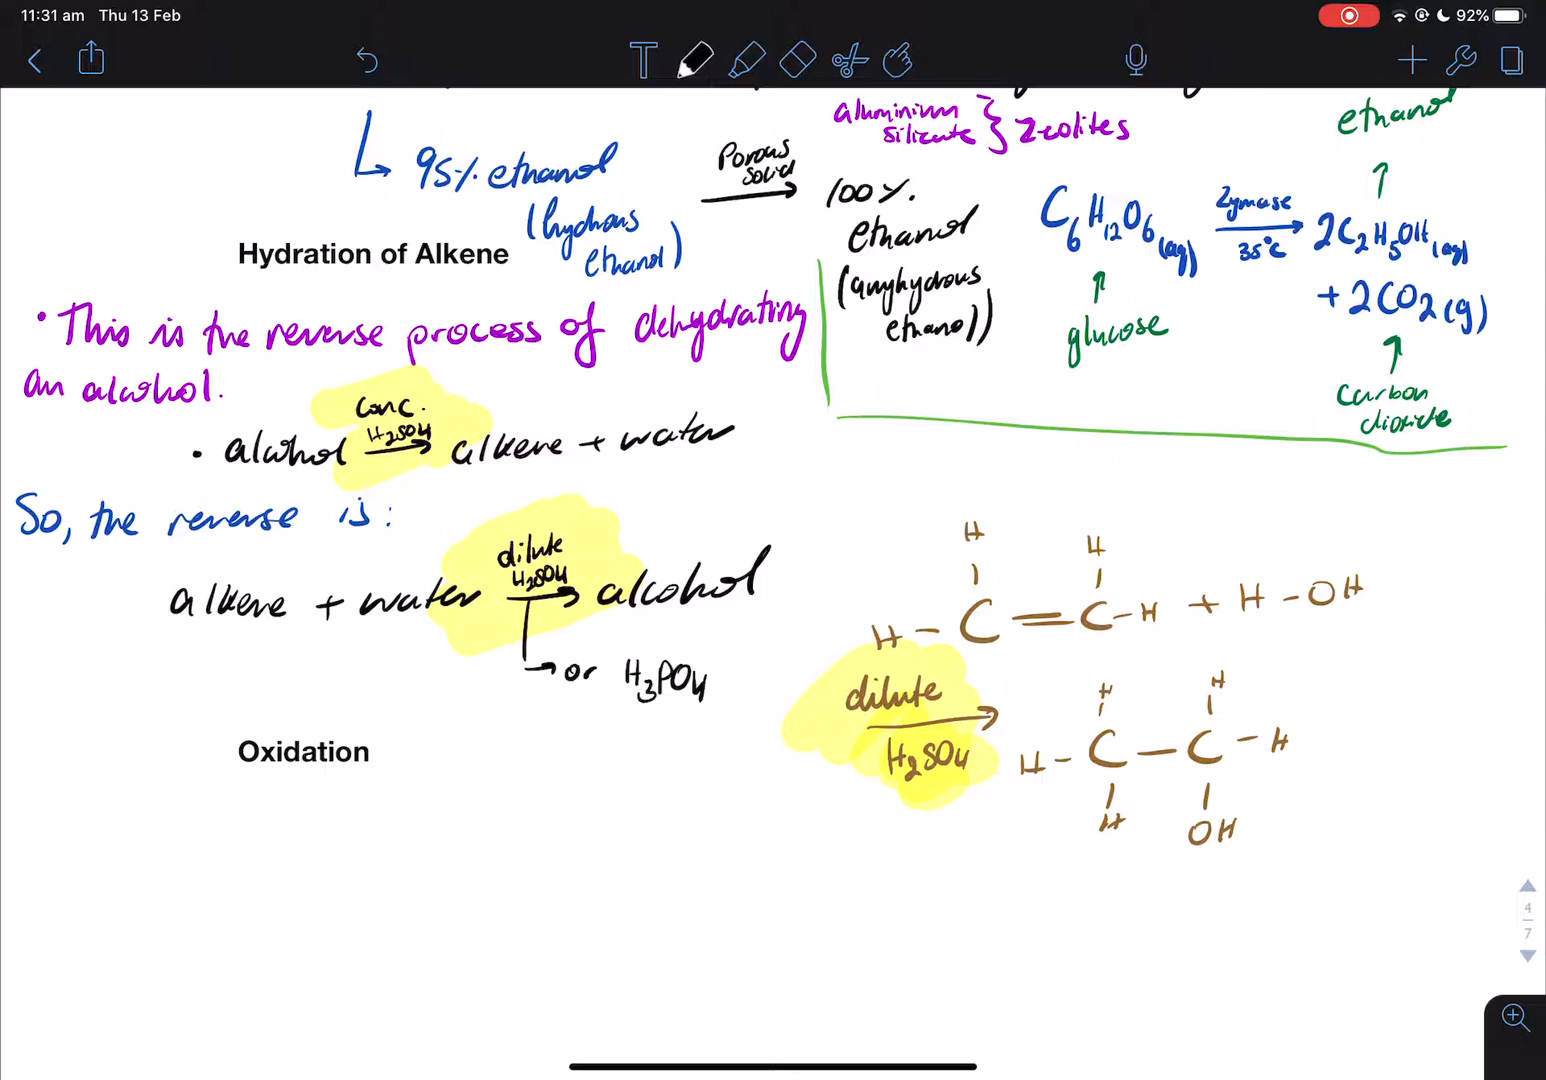 11:31 am Thu 13 Feb
92%
T
aluminium
silicate } Zeolites
ethanol
95% ethanol
(hydrous
ethanol)
Porous
solid
100%
ethanol
(anyhydrous
ethanol))
C6H12O6(aq) Zymase 35°C 2C2H5OH(aq)
+ 2CO2(g)
glucose
Carbon
dioxide
Hydration of Alkene
• This is the reverse process of dehydrating
an alcohol.
• alcohol conc. H2SO4 → alkene + water
So, the reverse is:
alkene + water dilute H2SO4 → alcohol
→ or H3PO4
H H
H – C = C – H + H – OH
dilute
H2SO4
H H
H – C – C – H
H OH
Oxidation
4
7